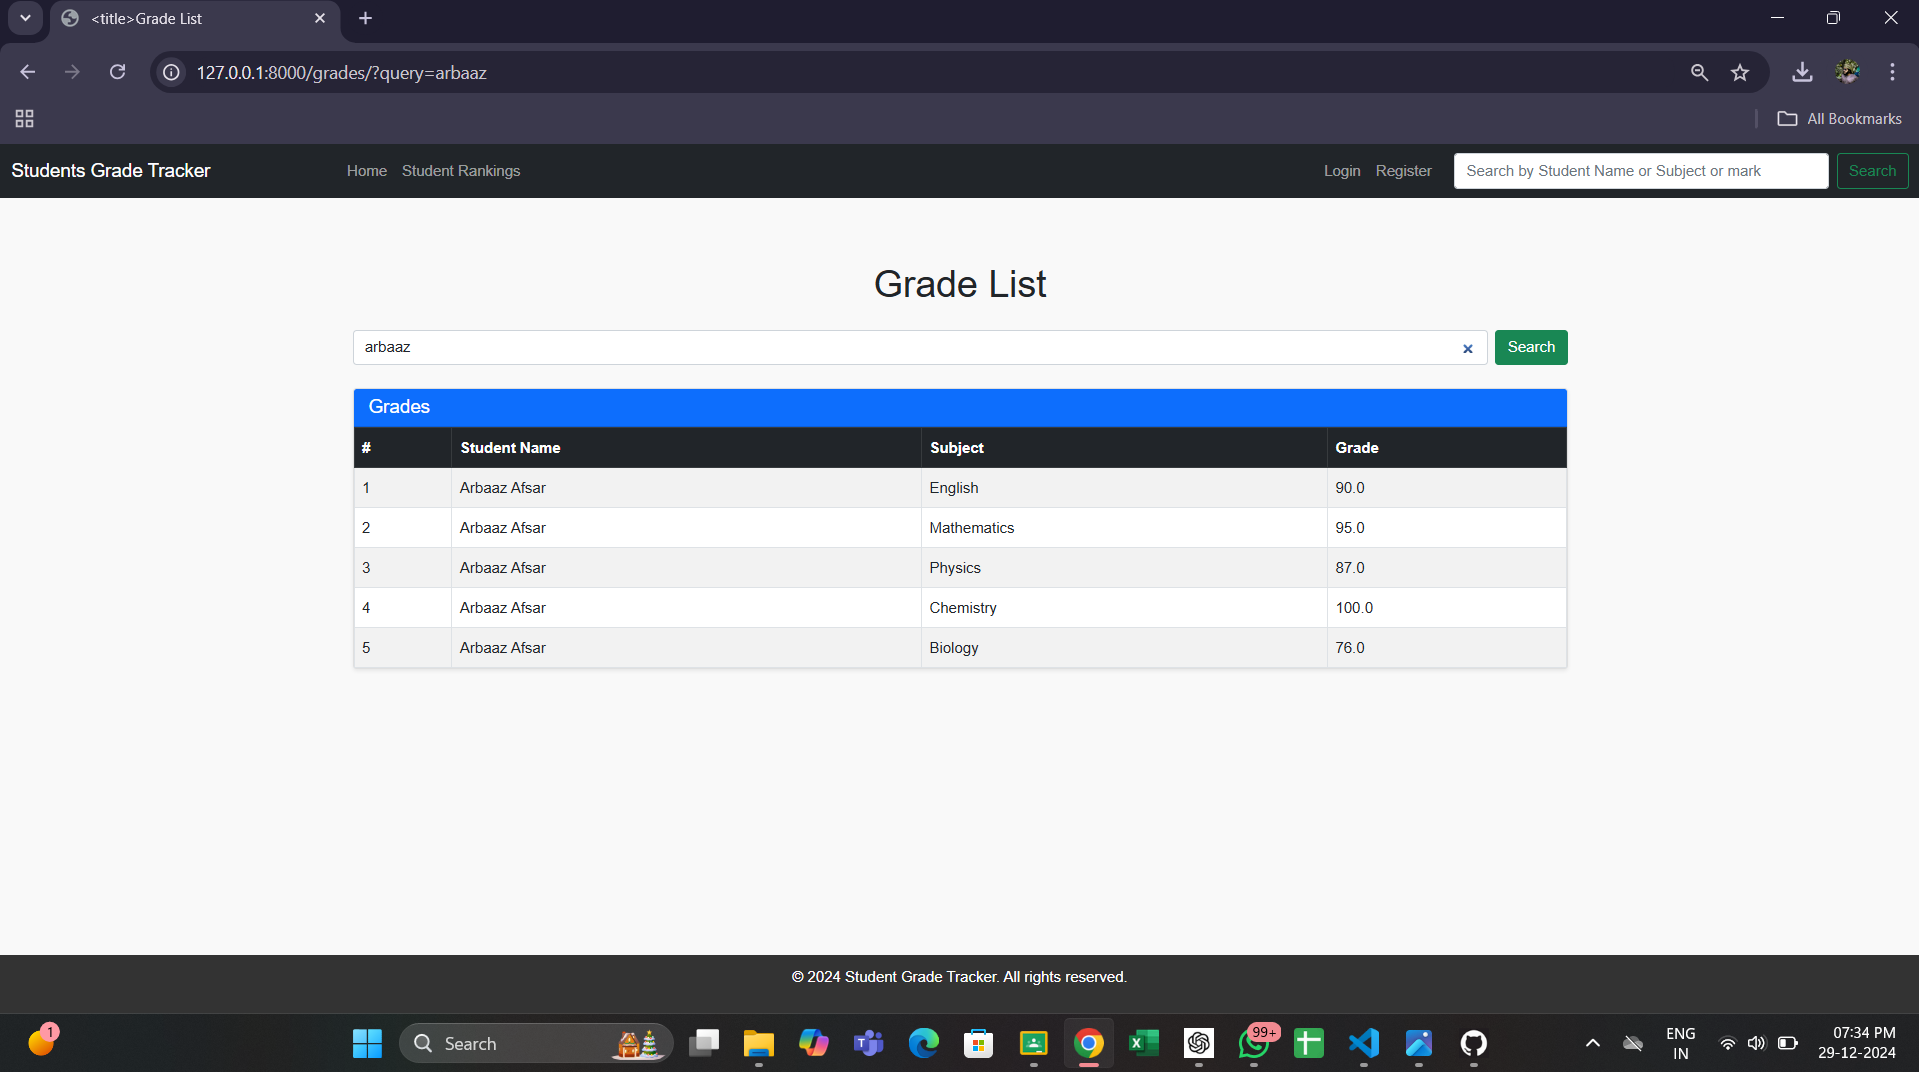 <title>Grade List
127.0.0.1:8000/grades/?query=arbaaz
All Bookmarks
Students Grade Tracker Home Student Rankings Login Register Search by Student Name or Subject or mark Search
Grade List
arbaaz Search
Grades
# Student Name Subject Grade
1 Arbaaz Afsar English 90.0
2 Arbaaz Afsar Mathematics 95.0
3 Arbaaz Afsar Physics 87.0
4 Arbaaz Afsar Chemistry 100.0
5 Arbaaz Afsar Biology 76.0
© 2024 Student Grade Tracker. All rights reserved.
1 Search 99+ ENG 07:34 PM
IN 29-12-2024